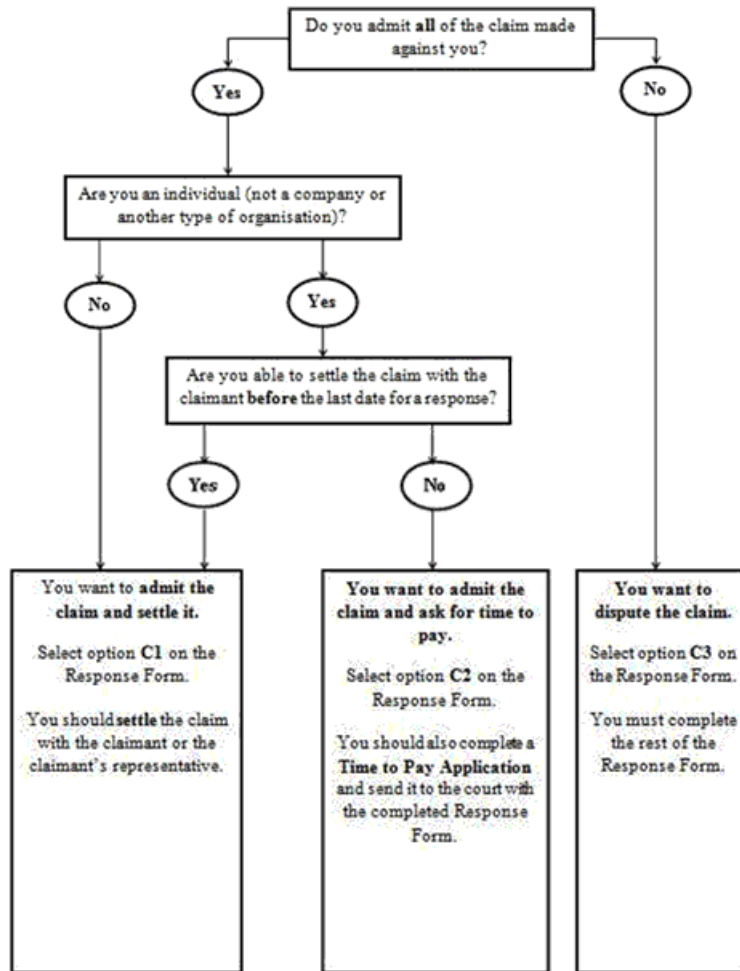 Do you admit all of the claim made
against you?
Yes
No
Are you an individual (not a company or
another type of organisation)?
No
Yes
Are you able to settle the claim with the
claimant before the last date for a response?
Yes
No
You want to admit the
claim and settle it.
Select option C1 on the
Response Form.
You should settle the claim
with the claimant or the
claimant's representative.
You want to admit the
claim and ask for time to
pay.
Select option C2 on the
Response Form.
You should also complete a
Time to Pay Application
and send it to the court with
the completed Response
Form.
You want to
dispute the claim.
Select option C3 on
the Response Form.
You must complete
the rest of the
Response Form.